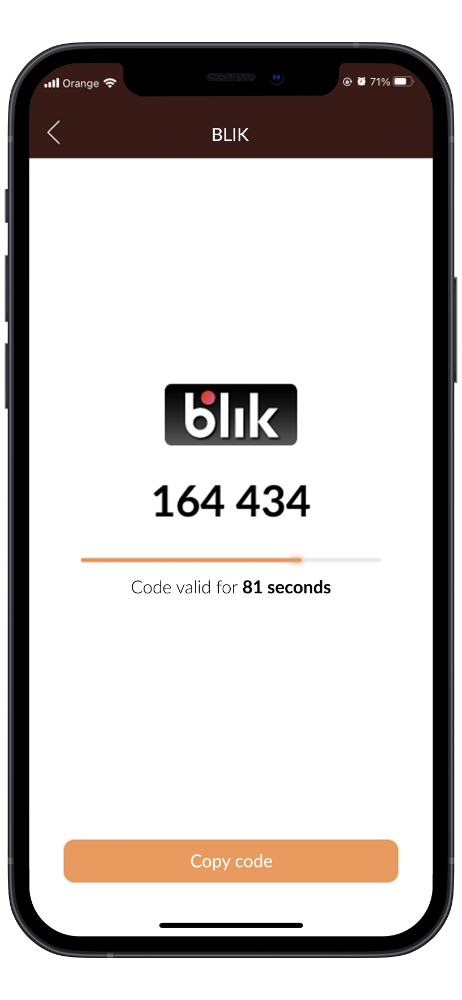 Orange 71%
BLIK
blik
164 434
Code valid for 81 seconds
Copy code